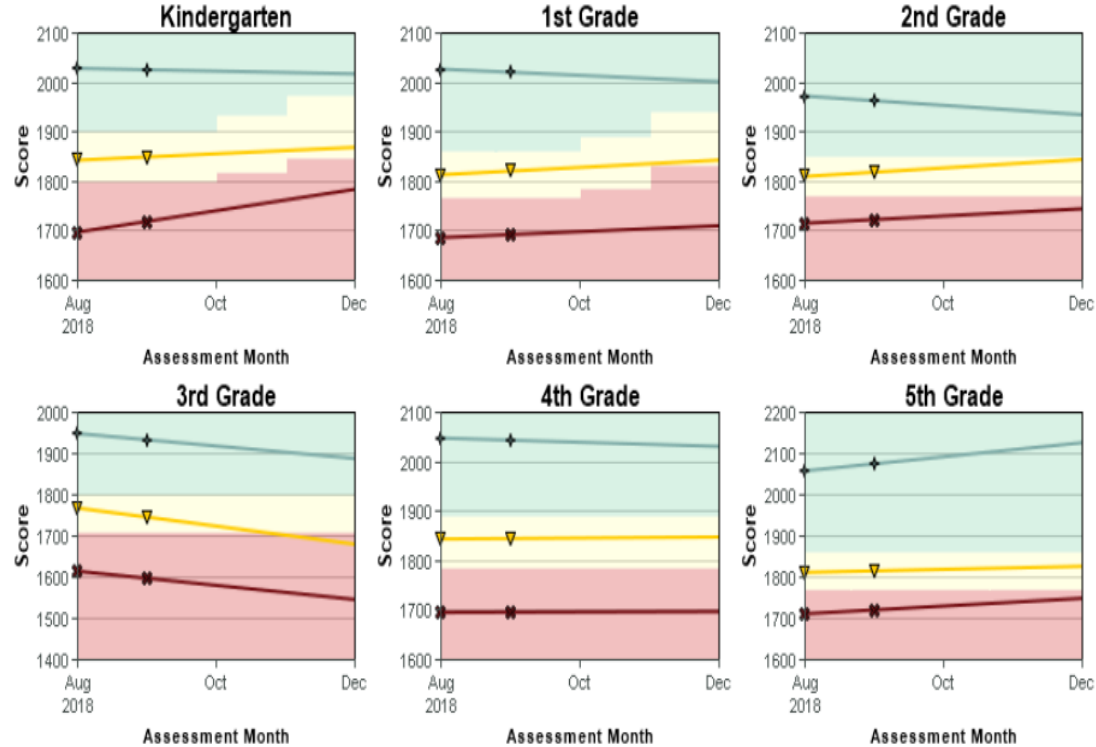 Kindergarten
2100
2000
1900
1800
1700
1600
Score
Aug
2018
Oct
Dec
Assessment Month
1st Grade
2100
2000
1900
1800
1700
1600
Score
Aug
2018
Oct
Dec
Assessment Month
2nd Grade
2100
2000
1900
1800
1700
1600
Score
Aug
2018
Oct
Dec
Assessment Month
3rd Grade
2000
1900
1800
1700
1600
1500
1400
Score
Aug
2018
Oct
Dec
Assessment Month
4th Grade
2100
2000
1900
1800
1700
1600
Score
Aug
2018
Oct
Dec
Assessment Month
5th Grade
2200
2100
2000
1900
1800
1700
1600
Score
Aug
2018
Oct
Dec
Assessment Month